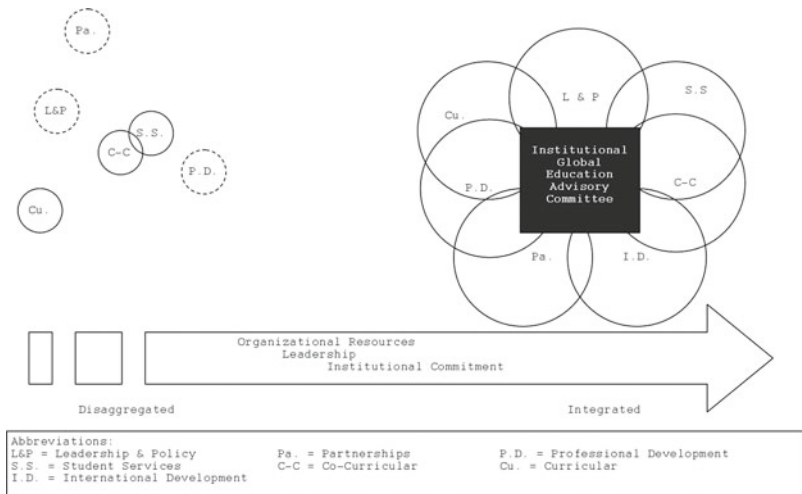 Pa.
L&P
S.S.
C-C
P.D.
Cu.
L & P
S.S
Cu.
Institutional
Global
Education
Advisory
Committee
P.D.
C-C
Pa.
I.D.
Organizational Resources
Leadership
Institutional Commitment
Disaggregated
Integrated
Abbreviations:
L&P = Leadership & Policy
Pa. = Partnerships
P.D. = Professional Development
S.S. = Student Services
C-C = Co-Curricular
Cu. = Curricular
I.D. = International Development